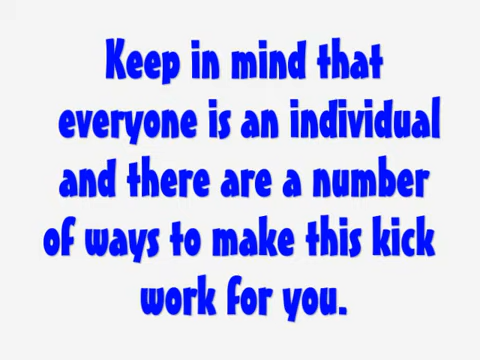 Keep in mind that
everyone is an individual
and there are a number
of ways to make this kick
work for you.